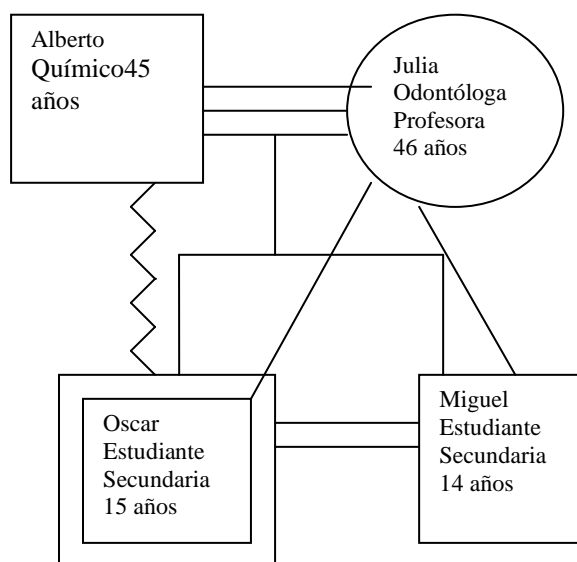 Alberto
Químico45
años
Julia
Odontóloga
Profesora
46 años
Oscar
Estudiante
Secundaria
15 años
Miguel
Estudiante
Secundaria
14 años